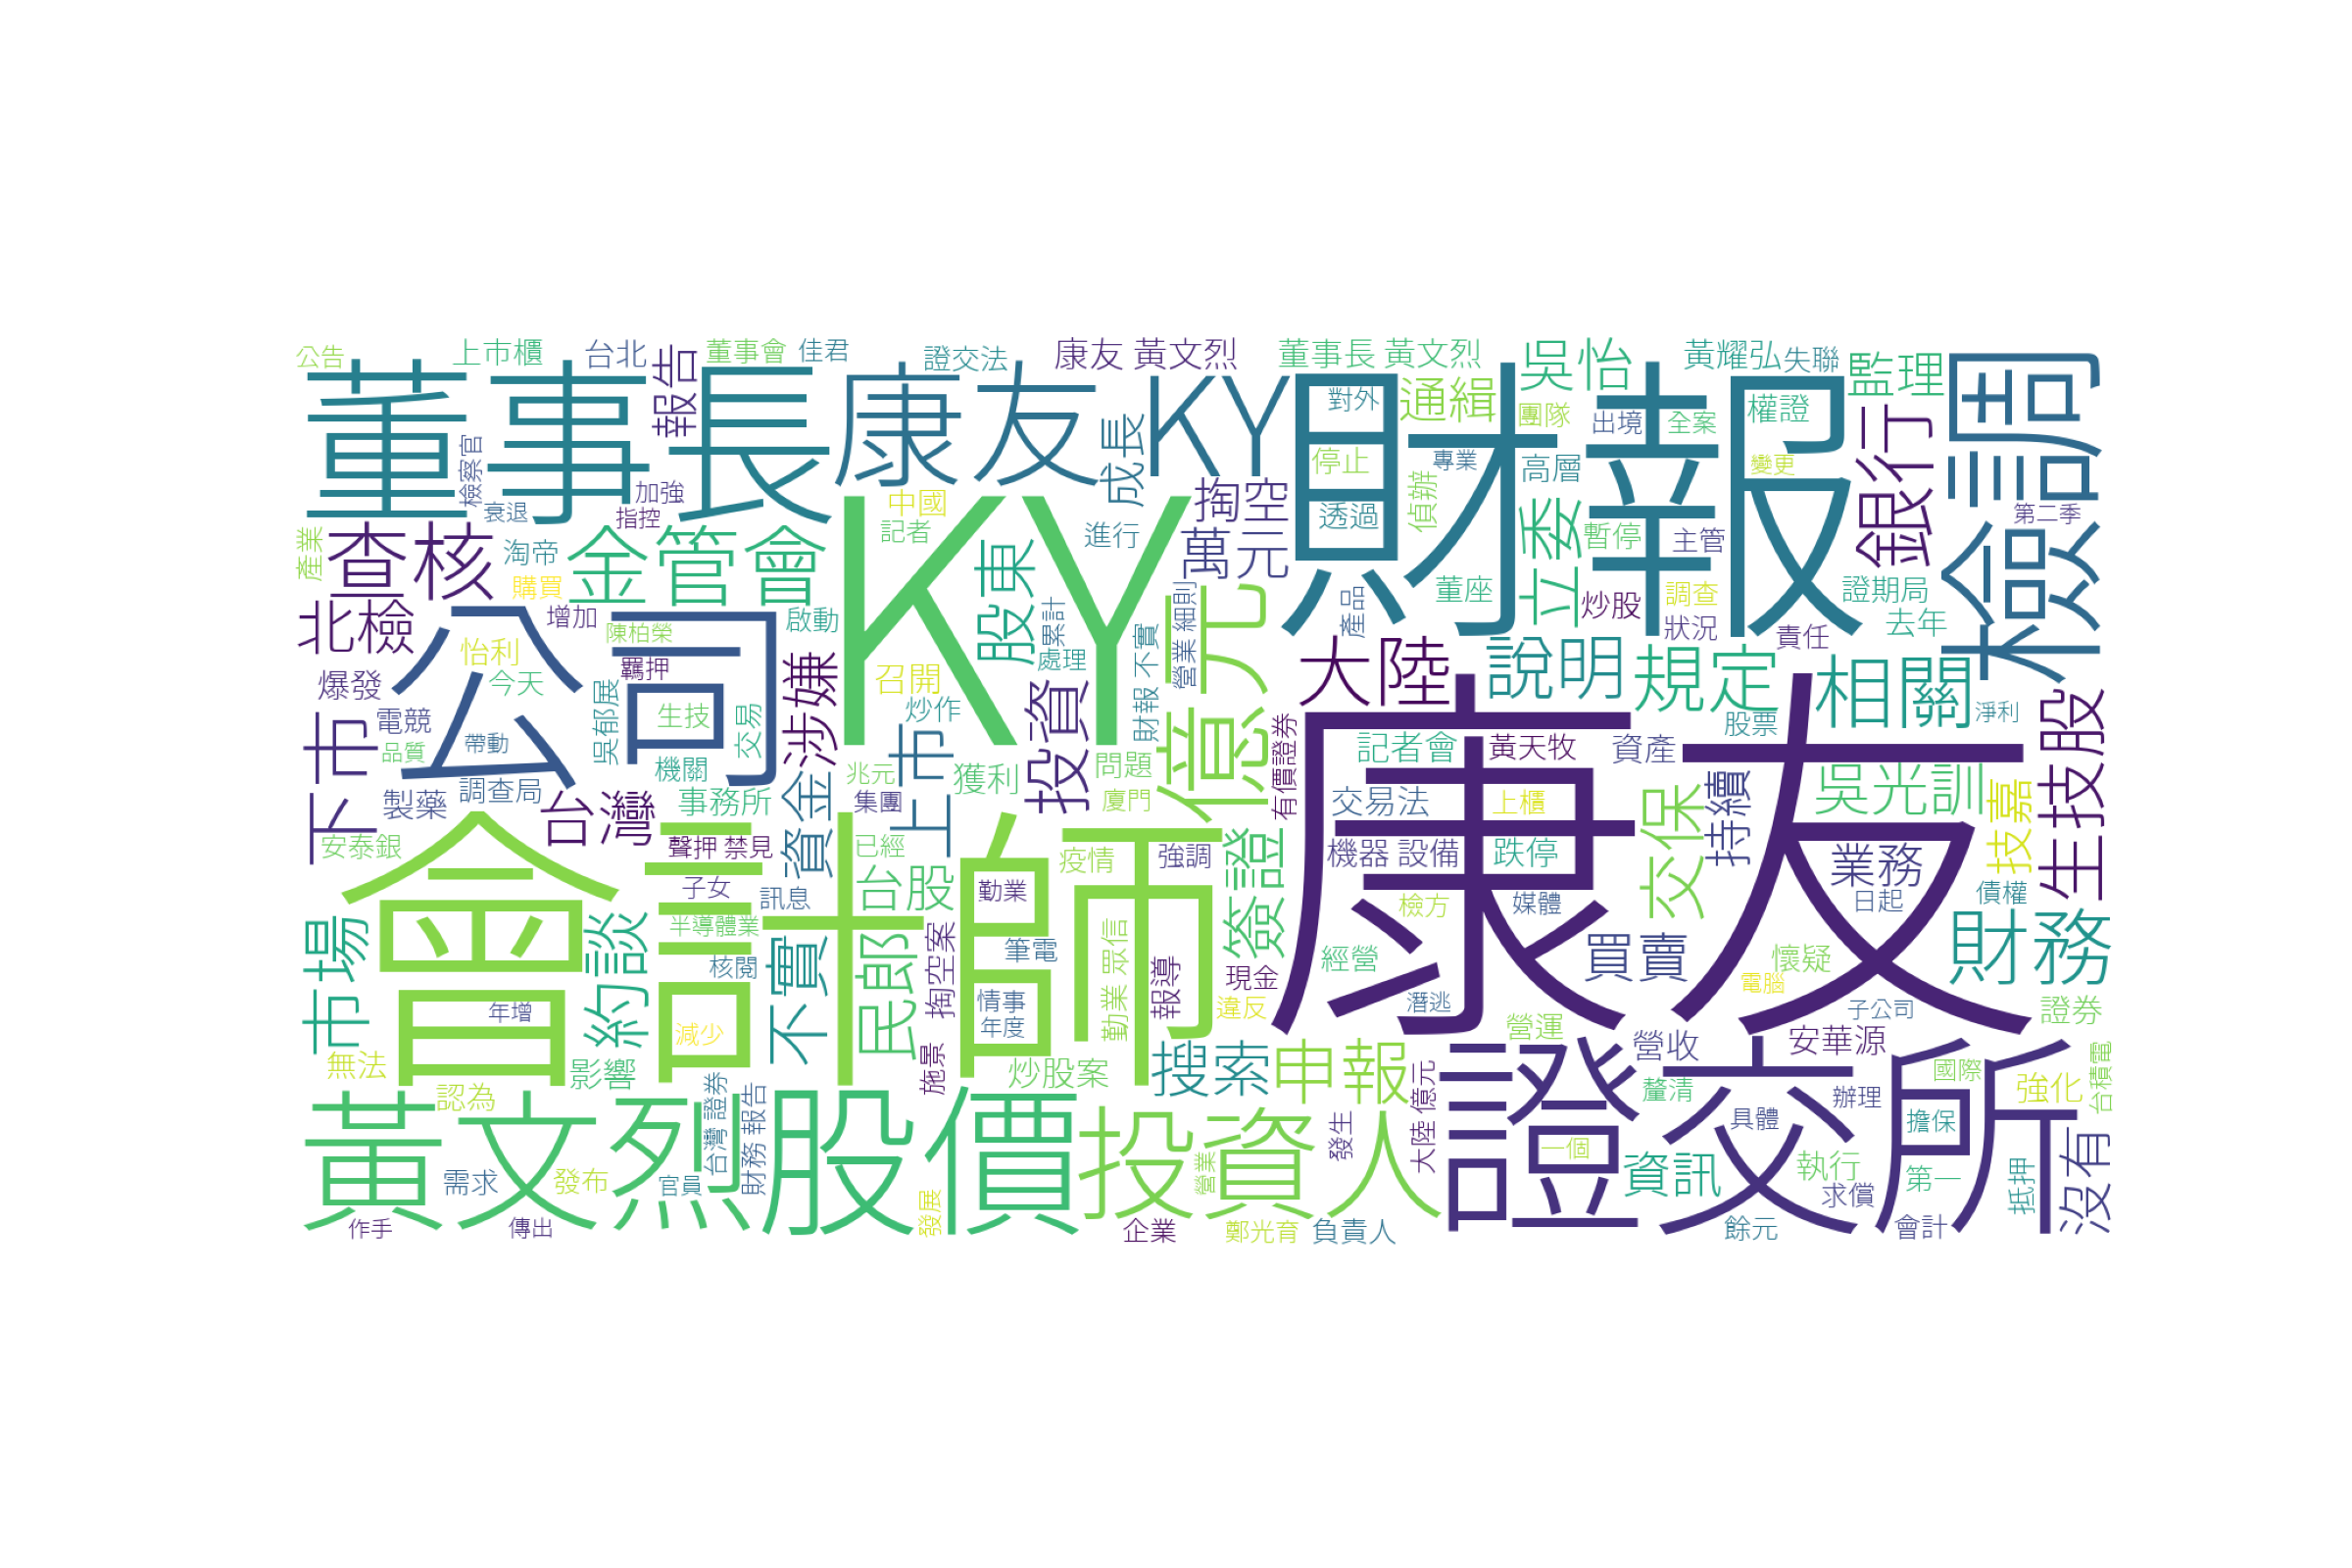 公告
上市櫃
台北
報告
董事會
佳君
證交法
康友 黃文烈
董事長 黃文烈
吳怡
黃耀弘
失聯
監理
檢調
董事長
康友KY
財報
對外
通緝
團隊
出境
全案
權證
銀行
檢察官
成長
衰退
加強
指控
中國
記者
進行
掏空
停止
透過
專業
偵辦
高層
變更
第二季
產業
查核
淘帝
購買
金管會
KY
股東
萬元
立委
暫停
主管
董座
炒股
調查
證期局
去年
北檢
增加
陳柏榮
啟動
累計
處理
財報 不實
營業 細則
億元
產品
大陸
說明
規定
狀況
責任
相關
公司
怡利
今天
羈押
爆發
吳郁展
生技
交易
涉嫌
召開
炒作
投資
下市
電競
品質
帶動
機關
調查局
製藥
台灣
事務所
資金
兆元
集團
上市
獲利
問題
廈門
有價證券
康友
記者會
黃天牧
資產
股票
淨利
吳光訓
交易法
上櫃
持續
技嘉
生技股
安泰銀
會計師
聲押 禁見
子女
訊息
已經
台股
疫情
強調
勤業
簽證
機器 設備
跌停
交保
業務
日起
債權
市場
約談
半導體業
核閱
不實
民郎
掏空案
筆電
勤業 眾信
報導
現金
檢方
媒體
經營
買賣
懷疑
電腦
財務
年增
減少
情事
年度
違反
潛逃
子公司
證券
無法
影響
施景
炒股案
搜索
申報
營運
營收
安華源
國際
台積電
認為
台灣 證券
財務 報告
黃文烈
股價
投資人
發生
大陸 億元
證交所
釐清
具體
辦理
擔保
強化
沒有
需求
發布
官員
發展
營業
一個
資訊
執行
求償
第一
抵押
作手
傳出
企業
鄭光育
負責人
餘元
會計